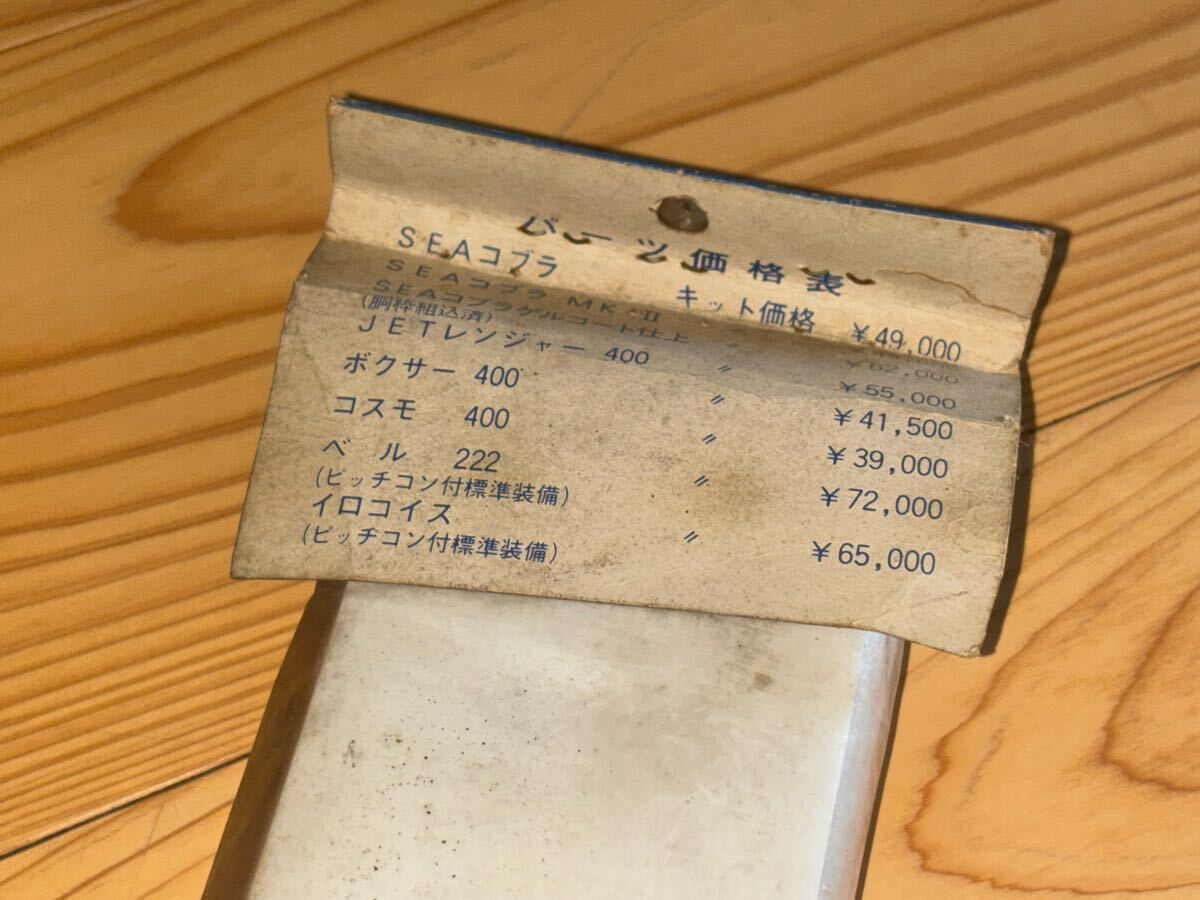 パーツ価格表
SEAコブラ キット価格 ¥49,000
SEAコブラ MK-II 〃 ¥62,000
SEAコブラゲルコート仕上 〃 ¥55,000
(胴枠組込済)
JETレンジャー 400 〃 ¥41,500
ボクサー 400 〃 ¥39,000
コスモ 400 〃 ¥72,000
ベル 222 〃 ¥65,000
(ピッチコン付標準装備)
イロコイス
(ピッチコン付標準装備)